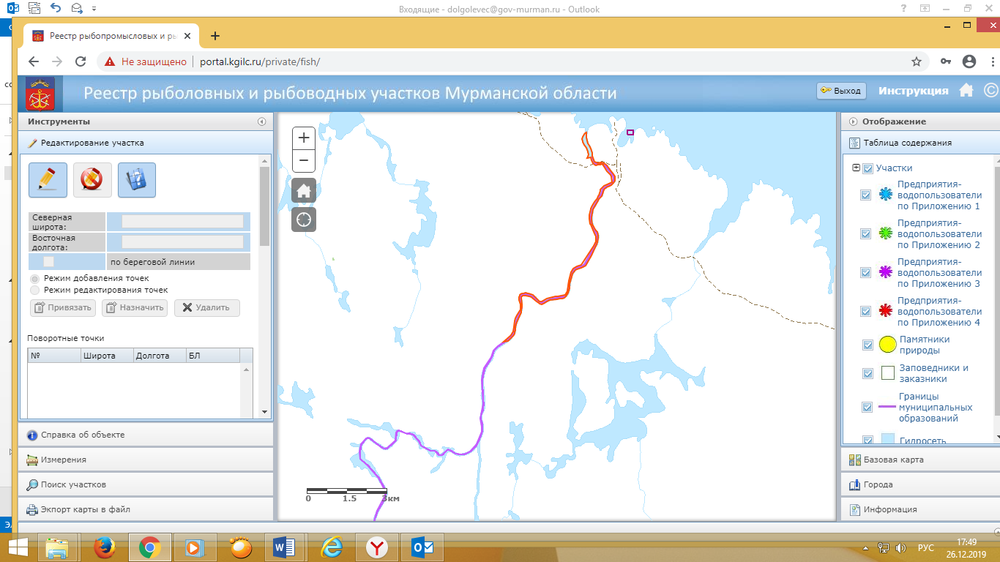 Входящие - dolgolevec@gov-murman.ru - Outlook
Реестр рыбопромысловых и ры
Не защищено
portal.kgilc.ru/private/fish/
Реестр рыболовных и рыбоводных участков Мурманской области
Выход
Инструкция
Инструменты
Редактирование участка
Северная
широта:
Восточная
долгота:
по береговой линии
Режим добавления точек
Режим редактирования точек
Привязать
Назначить
Удалить
Поворотные точки
№
Широта
Долгота
БЛ
Справка об объекте
Измерения
Поиск участков
Экспорт карты в файл
+
−
0
1.5
3км
Отображение
Таблица содержания
Участки
Предприятия-
водопользователи
по Приложению 1
Предприятия-
водопользователи
по Приложению 2
Предприятия-
водопользователи
по Приложению 3
Предприятия-
водопользователи
по Приложению 4
Памятники
природы
Заповедники и
заказники
Границы
муниципальных
образований
Гидросеть
Базовая карта
Города
Информация
РУС
17:49
26.12.2019